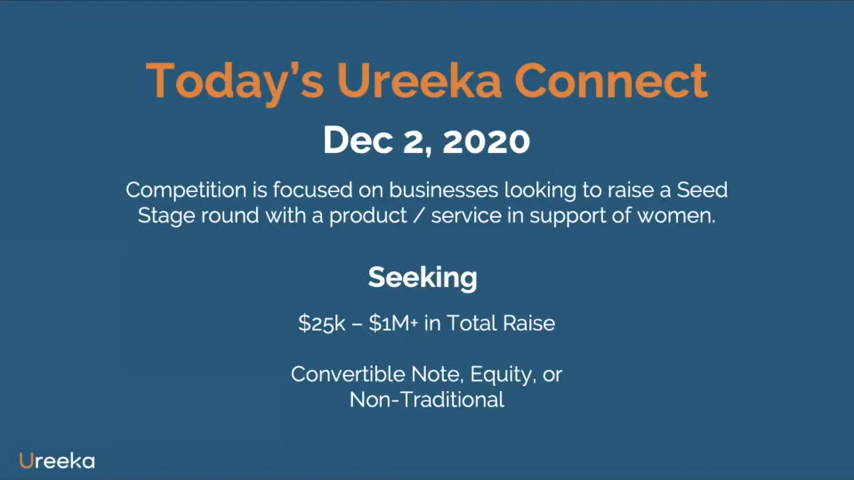 Today's Ureeka Connect
Dec 2, 2020
Competition is focused on businesses looking to raise a Seed
Stage round with a product / service in support of women.
Seeking
$25k – $1M+ in Total Raise
Convertible Note, Equity, or
Non-Traditional
Ureeka